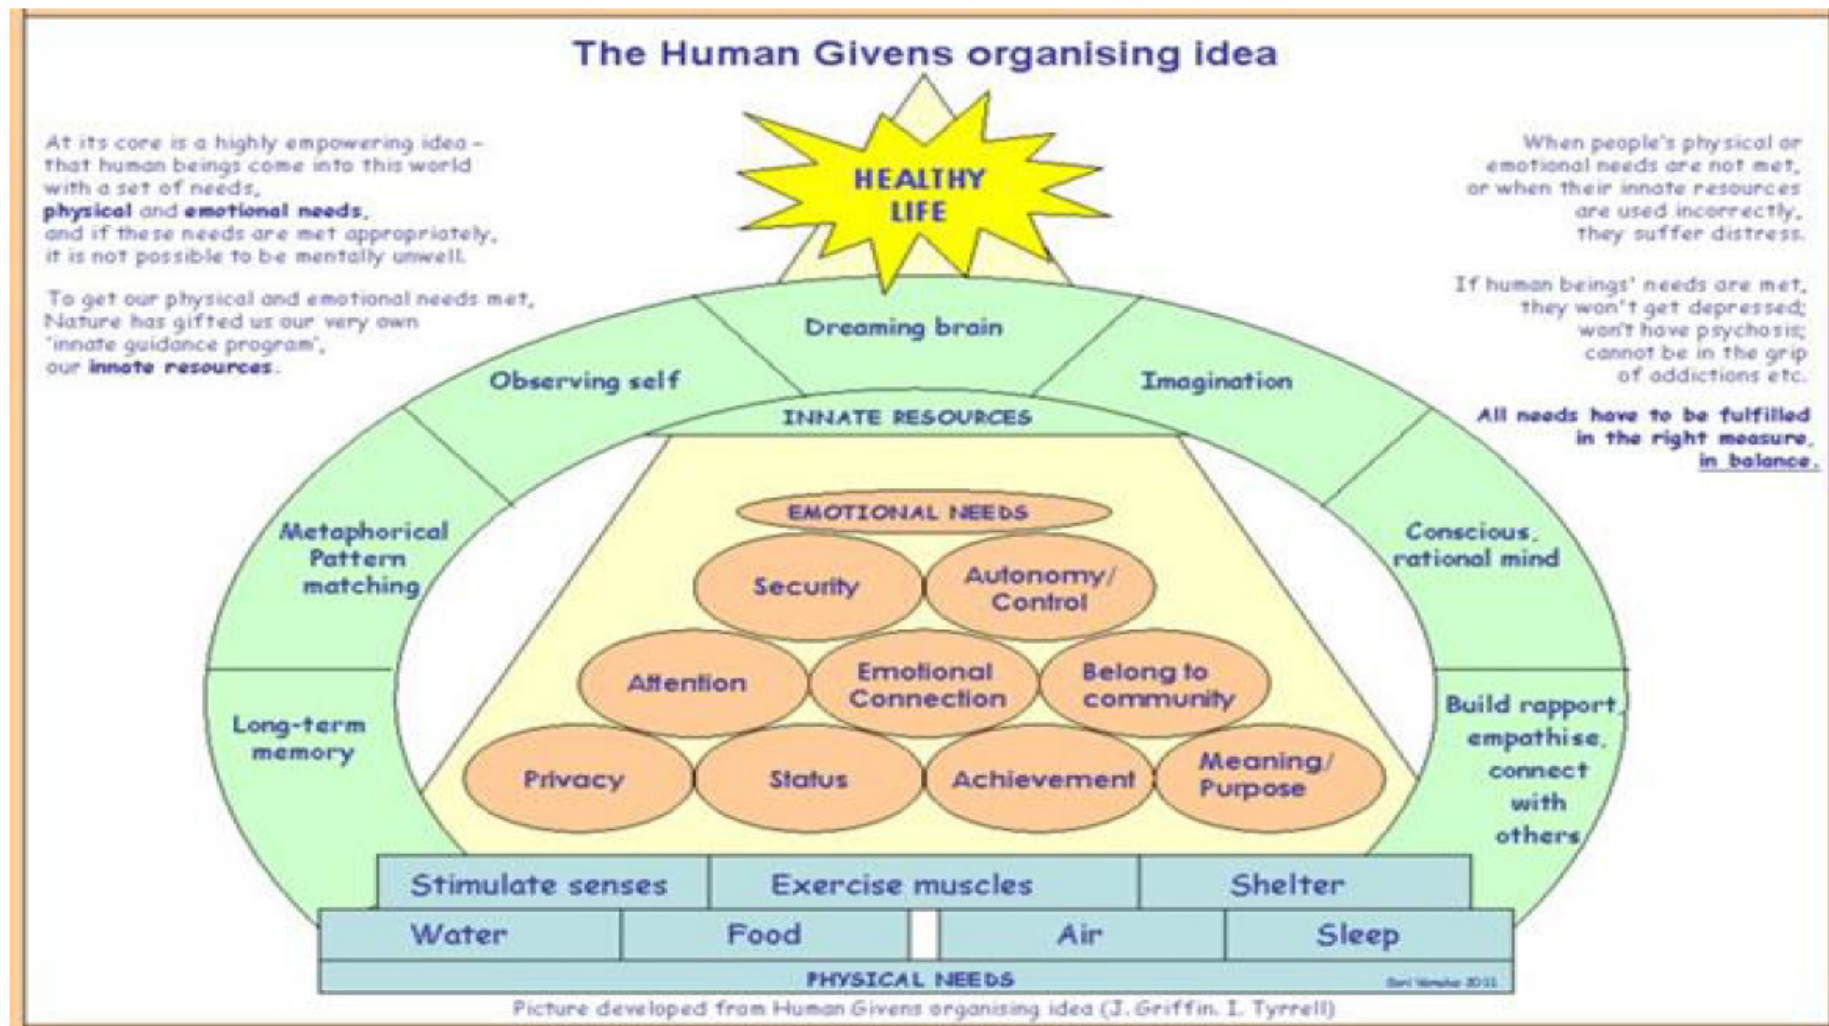 The Human Givens organising idea
At its core is a highly empowering idea –
that human beings come into this world
with a set of needs,
physical and emotional needs,
and if these needs are met appropriately,
it is not possible to be mentally unwell.
To get our physical and emotional needs met,
Nature has gifted us our very own
'innate guidance program',
our innate resources.
When people's physical or
emotional needs are not met,
or when their innate resources
are used incorrectly,
they suffer distress.
If human beings' needs are met,
they won't get depressed;
won't have psychosis;
cannot be in the grip
of addictions etc.
All needs have to be fulfilled
in the right measure,
in balance.
HEALTHY
LIFE
Dreaming brain
Observing self
Imagination
INNATE RESOURCES
Metaphorical
Pattern
matching
Conscious,
rational mind
Long-term
memory
Build rapport,
empathise,
connect
with
others
EMOTIONAL NEEDS
Security
Autonomy/
Control
Attention
Emotional
Connection
Belong to
community
Privacy
Status
Achievement
Meaning/
Purpose
Stimulate senses
Exercise muscles
Shelter
Water
Food
Air
Sleep
PHYSICAL NEEDS
2011
Picture developed from Human Givens organising idea (J. Griffin. I. Tyrrell)